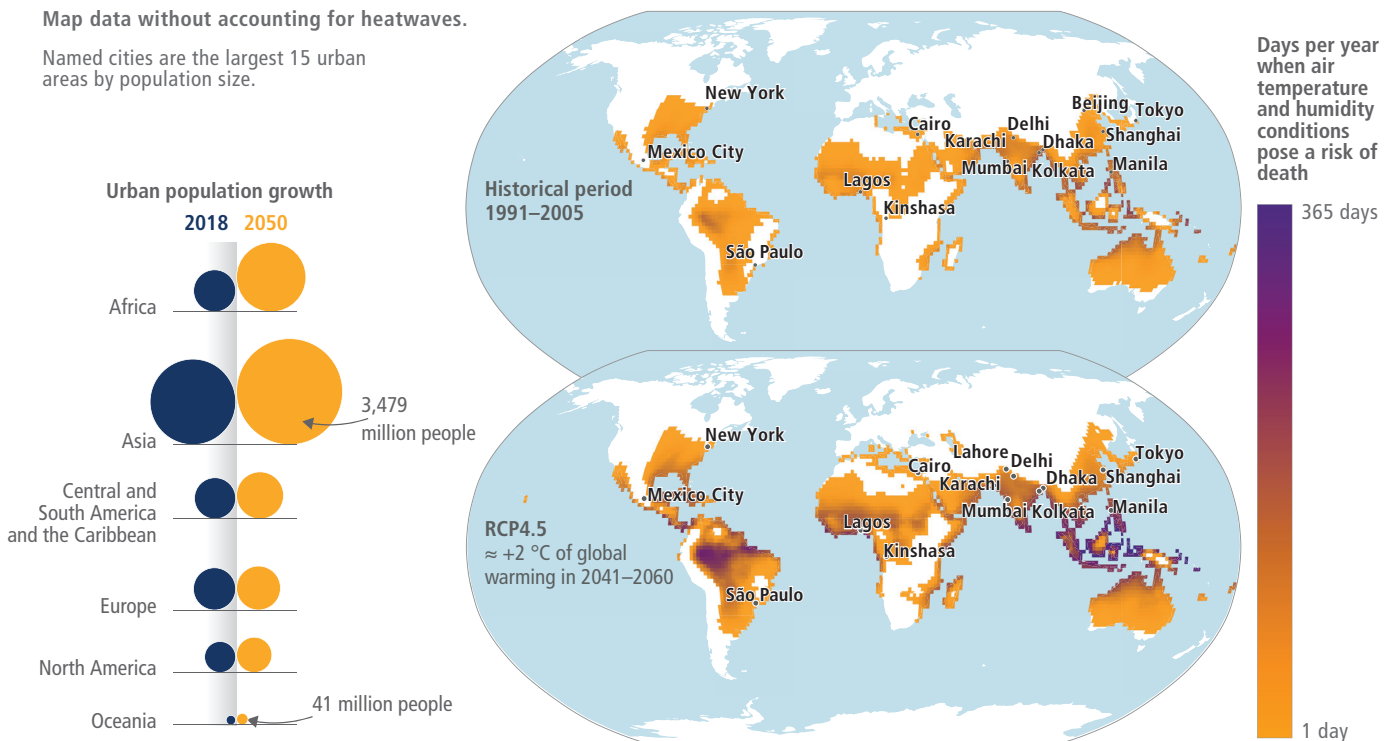 Map data without accounting for heatwaves.
Named cities are the largest 15 urban
areas by population size.
Urban population growth
2018 2050
Africa
Asia
3,479
million people
Central and
South America
and the Caribbean
Europe
North America
Oceania
41 million people
New York
Mexico City
Historical period
1991–2005
São Paulo
Lagos
Kinshasa
Cairo
Karachi
Delhi
Dhaka
Mumbai
Kolkata
Beijing
Tokyo
Shanghai
Manila
New York
Mexico City
RCP4.5
≈ +2 °C of global
warming in 2041–2060
São Paulo
Lagos
Kinshasa
Cairo
Lahore
Karachi
Delhi
Dhaka
Mumbai
Kolkata
Tokyo
Shanghai
Manila
Days per year
when air
temperature
and humidity
conditions
pose a risk of
death
365 days
1 day